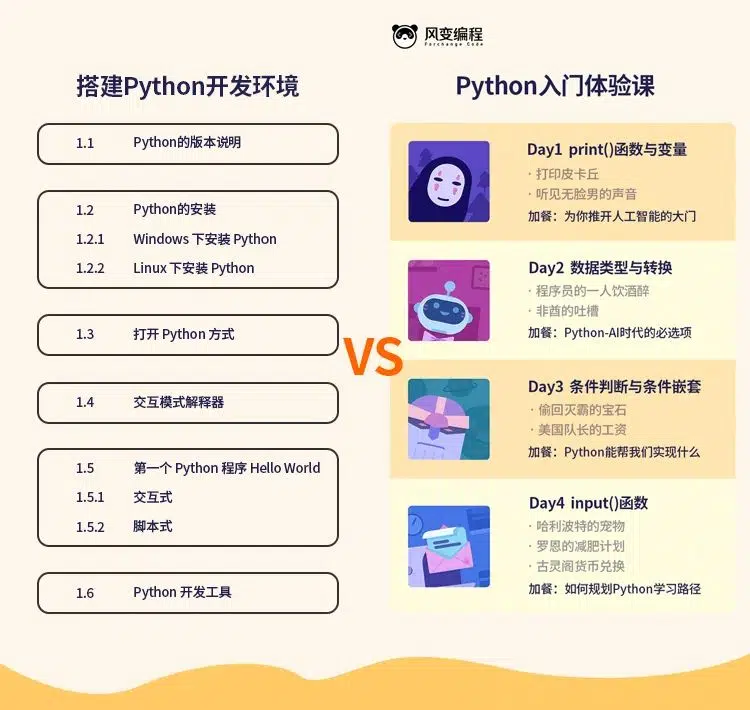 风变编程
Forchange Code
搭建Python开发环境
1.1 Python的版本说明
1.2 Python的安装
1.2.1 Windows 下安装 Python
1.2.2 Linux 下安装 Python
1.3 打开 Python 方式
1.4 交互模式解释器
1.5 第一个 Python 程序 Hello World
1.5.1 交互式
1.5.2 脚本式
1.6 Python 开发工具
VS
Python入门体验课
Day1 print()函数与变量
· 打印皮卡丘
· 听见无脸男的声音
加餐：为你推开人工智能的大门
Day2 数据类型与转换
· 程序员的一人饮酒醉
· 非酋的吐槽
加餐：Python-AI时代的必选项
Day3 条件判断与条件嵌套
· 偷回灭霸的宝石
· 美国队长的工资
加餐：Python能帮我们实现什么
Day4 input()函数
· 哈利波特的宠物
· 罗恩的减肥计划
· 古灵阁货币兑换
加餐：如何规划Python学习路径